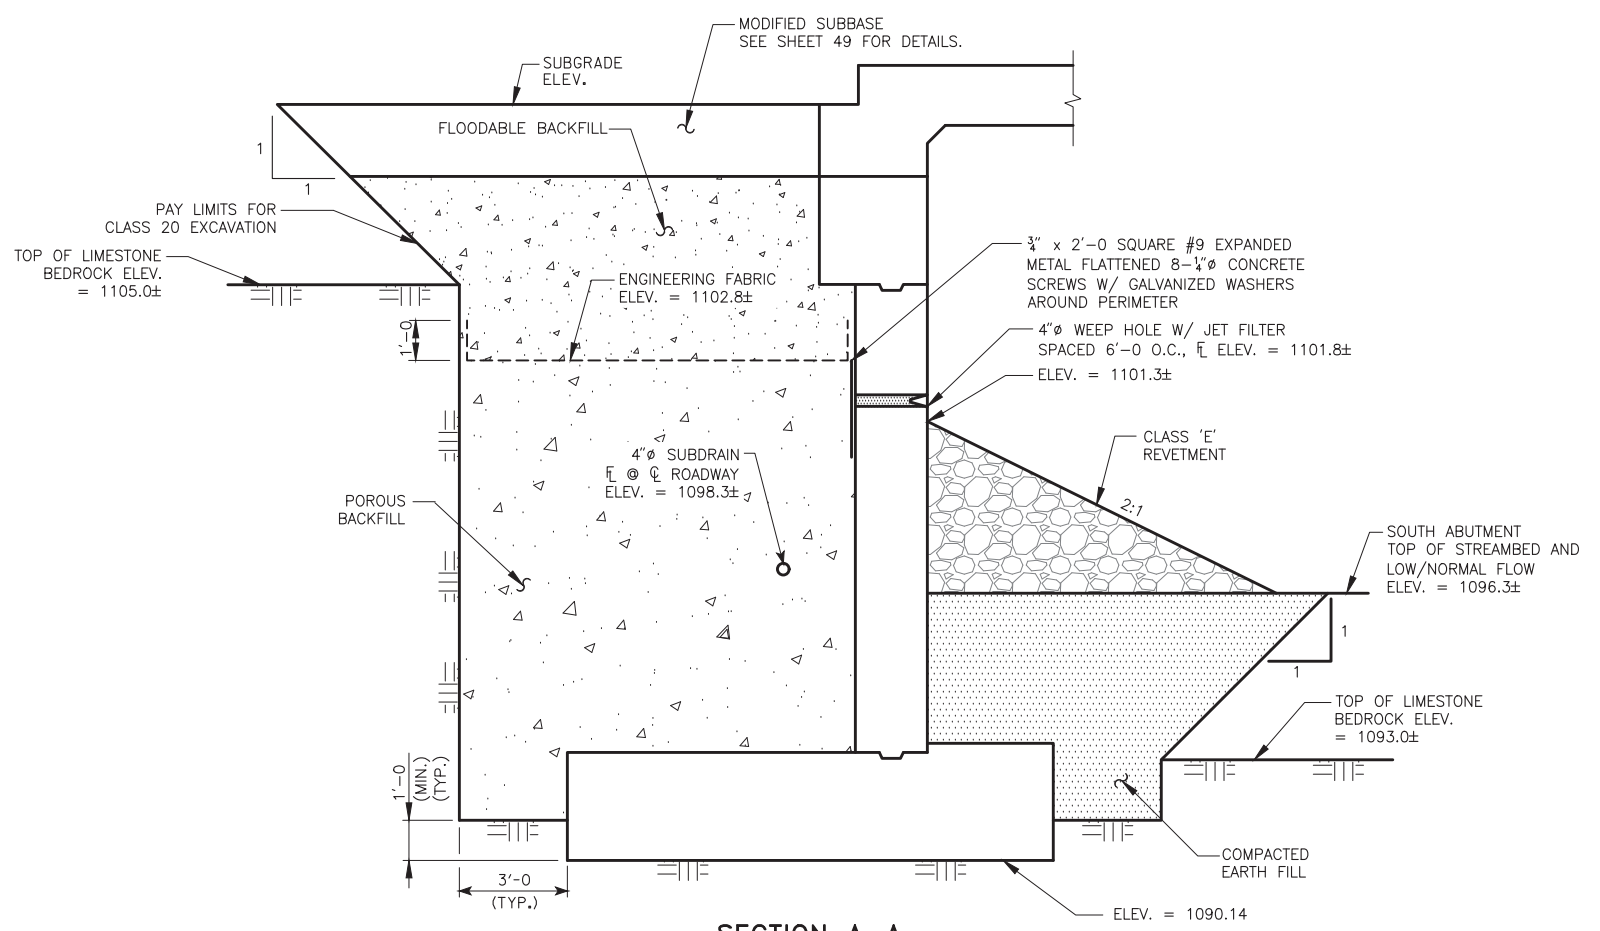 MODIFIED SUBBASE
SEE SHEET 49 FOR DETAILS.
SUBGRADE
ELEV.
FLOODABLE BACKFILL
1
1
PAY LIMITS FOR
CLASS 20 EXCAVATION
TOP OF LIMESTONE
BEDROCK ELEV.
= 1105.0±
ENGINEERING FABRIC
ELEV. = 1102.8±
1'-0
¾" x 2'-0 SQUARE #9 EXPANDED
METAL FLATTENED 8-¼"ø CONCRETE
SCREWS W/ GALVANIZED WASHERS
AROUND PERIMETER
4"ø WEEP HOLE W/ JET FILTER
SPACED 6'-0 O.C., FL ELEV. = 1101.8±
ELEV. = 1101.3±
CLASS 'E'
REVETMENT
2:1
4"ø SUBDRAIN
FL @ CL ROADWAY
ELEV. = 1098.3±
POROUS
BACKFILL
SOUTH ABUTMENT
TOP OF STREAMBED AND
LOW/NORMAL FLOW
ELEV. = 1096.3±
1
1
TOP OF LIMESTONE
BEDROCK ELEV.
= 1093.0±
1'-0
(MIN.)
(TYP.)
3'-0
(TYP.)
COMPACTED
EARTH FILL
ELEV. = 1090.14
SECTION A-A